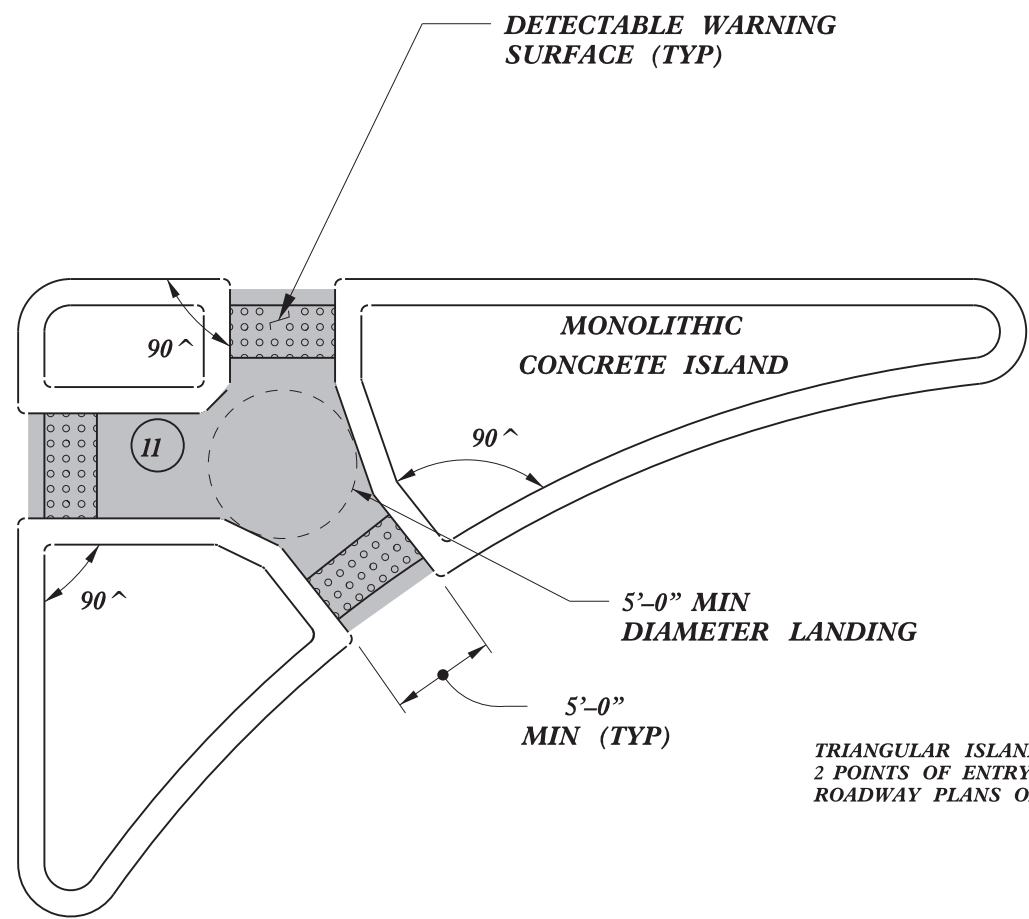 DETECTABLE WARNING
SURFACE (TYP)
MONOLITHIC
CONCRETE ISLAND
90^
90^
11
90^
5’–0” MIN
DIAMETER LANDING
5’–0”
MIN (TYP)
TRIANGULAR
2 POINTS OF ENTRY
ROADWAY PLANS